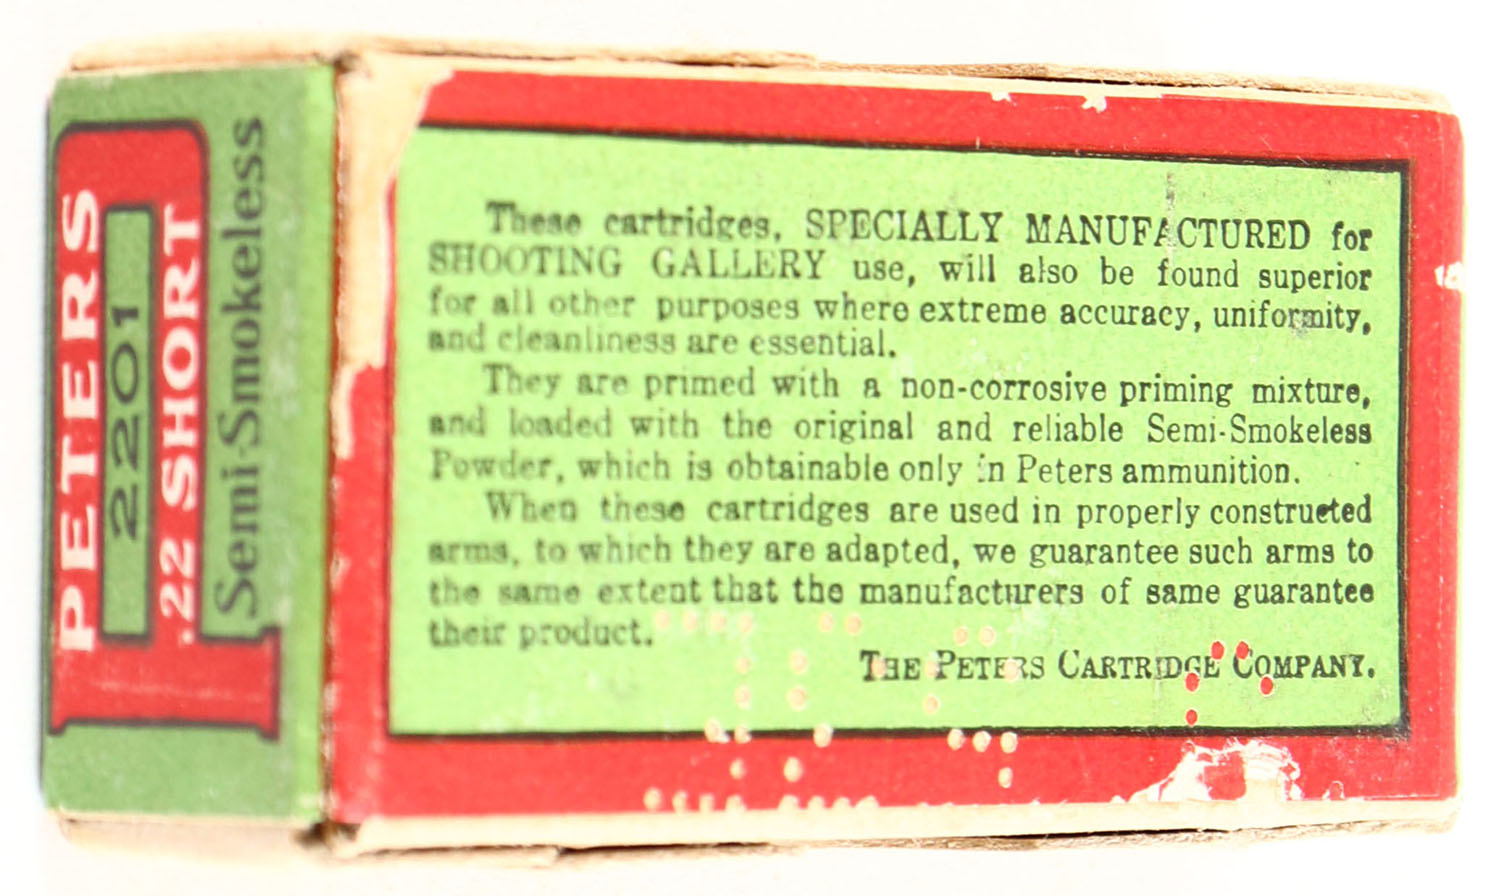 PETERS
2201
.22 SHORT
Semi-Smokeless
These cartridges, SPECIALLY MANUFACTURED for
SHOOTING GALLERY use, will also be found superior
for all other purposes where extreme accuracy, uniformity,
and cleanliness are essential.
They are primed with a non-corrosive priming mixture,
and loaded with the original and reliable Semi-Smokeless
Powder, which is obtainable only in Peters ammunition.
When these cartridges are used in properly constructed
arms, to which they are adapted, we guarantee such arms to
the same extent that the manufacturers of same guarantee
their product.
THE PETERS CARTRIDGE COMPANY.